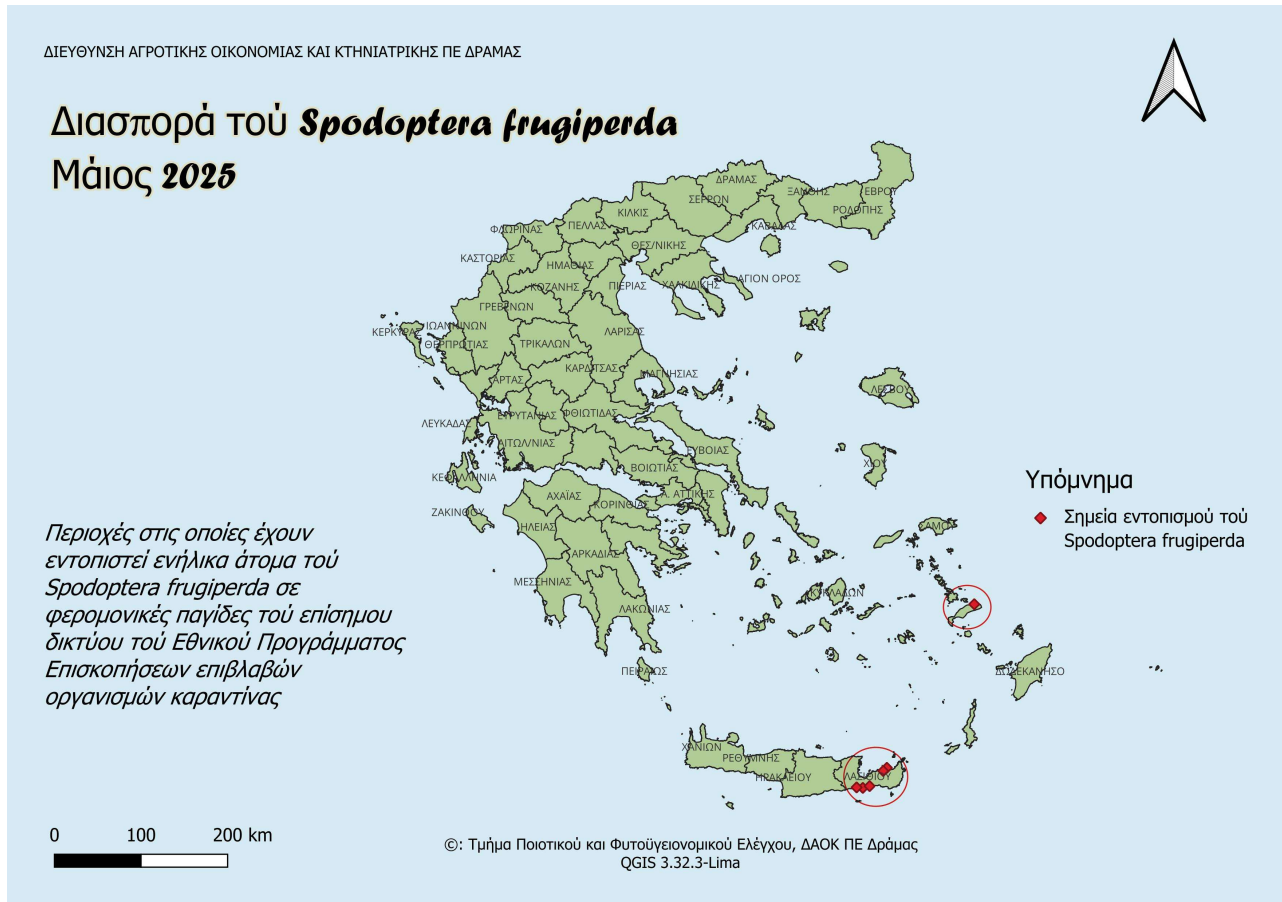 ΔΙΕΥΘΥΝΣΗ ΑΓΡΟΤΙΚΗΣ ΟΙΚΟΝΟΜΙΑΣ ΚΑΙ ΚΤΗΝΙΑΤΡΙΚΗΣ ΠΕ ΔΡΑΜΑΣ
Διασπορά τού Spodoptera frugiperda
Μάιος 2025
ΔΡΑΜΑΣ
ΞΑΝΘΗΣ
ΕΒΡΟΥ
ΣΕΡΡΩΝ
ΡΟΔΟΠΗΣ
ΚΙΛΚΙΣ
ΚΑΒΑΛΑΣ
ΠΕΛΛΑΣ
ΦΛΩΡΙΝΑΣ
ΘΕΣ/ΝΙΚΗΣ
ΚΑΣΤΟΡΙΑΣ
ΗΜΑΘΙΑΣ
ΑΓΙΟΝ ΟΡΟΣ
ΚΟΖΑΝΗΣ
ΠΙΕΡΙΑΣ
ΧΑΛΚΙΔΙΚΗΣ
ΓΡΕΒΕΝΩΝ
ΙΩΑΝΝΙΝΩΝ
ΚΕΡΚΥΡΑΣ
ΛΑΡΙΣΑΣ
ΘΕΡΠΡΩΤΙΑΣ
ΤΡΙΚΑΛΩΝ
ΚΑΡΔΙΤΣΑΣ
ΜΑΓΝΗΣΙΑΣ
ΑΡΤΑΣ
ΛΕΣΒΟΥ
ΕΥΡΥΤΑΝΙΑΣ
ΦΘΙΩΤΙΔΑΣ
ΛΕΥΚΑΔΑΣ
ΑΙΤΩΛ/ΝΙΑΣ
ΕΥΒΟΙΑΣ
ΧΙΟΥ
ΒΟΙΩΤΙΑΣ
ΚΕΦΑΛΛΗΝΙΑ
Α. ΑΤΤΙΚΗΣ
ΑΧΑΪΑΣ
ΚΟΡΙΝΘΙΑΣ
ΖΑΚΙΝΘΟΥ
ΗΛΕΙΑΣ
ΣΑΜΟΥ
ΑΡΚΑΔΙΑΣ
ΜΕΣΣΗΝΙΑΣ
ΚΥΚΛΑΔΩΝ
ΛΑΚΩΝΙΑΣ
ΠΕΙΡΑΙΩΣ
ΔΩΔΕΚΑΝΗΣΟ
ΧΑΝΙΩΝ
ΡΕΘΥΜΝΗΣ
ΗΡΑΚΛΕΙΟΥ
ΛΑΣΙΘΙΟΥ
Υπόμνημα
Σημεία εντοπισμού τού
Spodoptera frugiperda
Περιοχές στις οποίες έχουν
εντοπιστεί ενήλικα άτομα τού
Spodoptera frugiperda σε
φερομονικές παγίδες τού επίσημου
δικτύου τού Εθνικού Προγράμματος
Επισκοπήσεων επιβλαβών
οργανισμών καραντίνας
0 100 200 km
©: Τμήμα Ποιοτικού και Φυτοϋγειονομικού Ελέγχου, ΔΑΟΚ ΠΕ Δράμας
QGIS 3.32.3-Lima